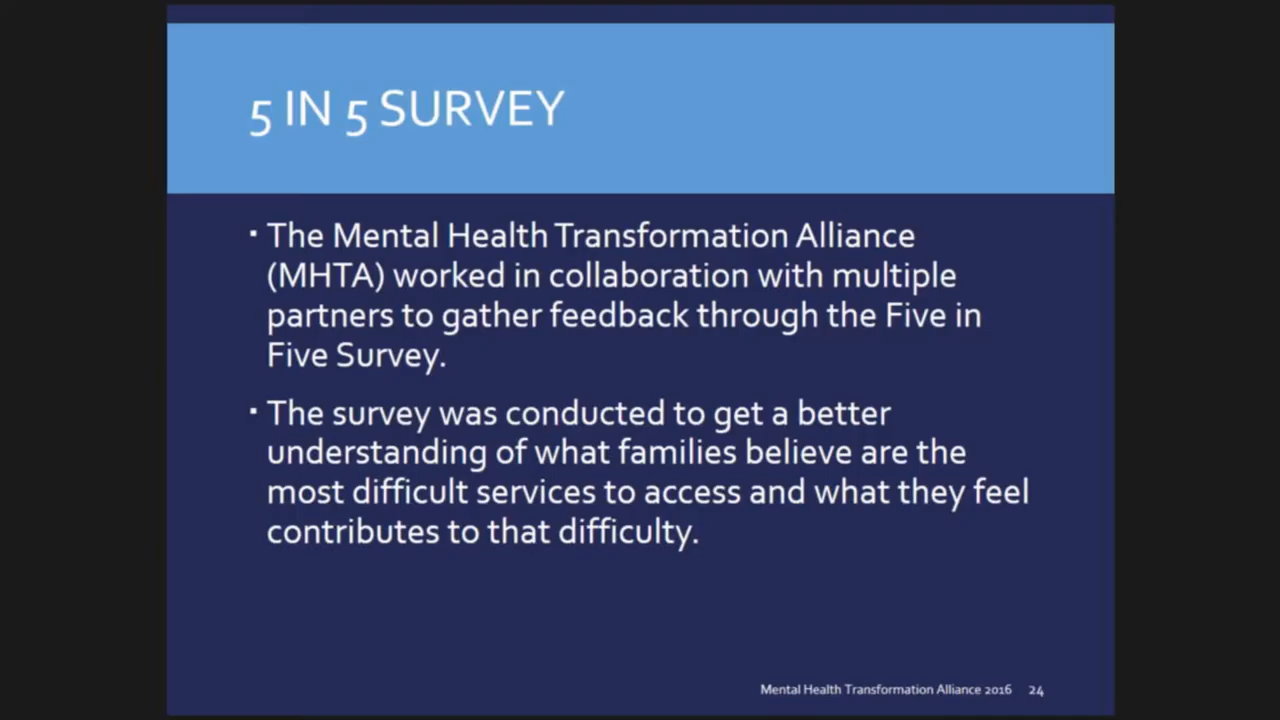 5 IN 5 SURVEY
▪ The Mental Health Transformation Alliance
(MHTA) worked in collaboration with multiple
partners to gather feedback through the Five in
Five Survey.
▪ The survey was conducted to get a better
understanding of what families believe are the
most difficult services to access and what they feel
contributes to that difficulty.
Mental Health Transformation Alliance 2016 24